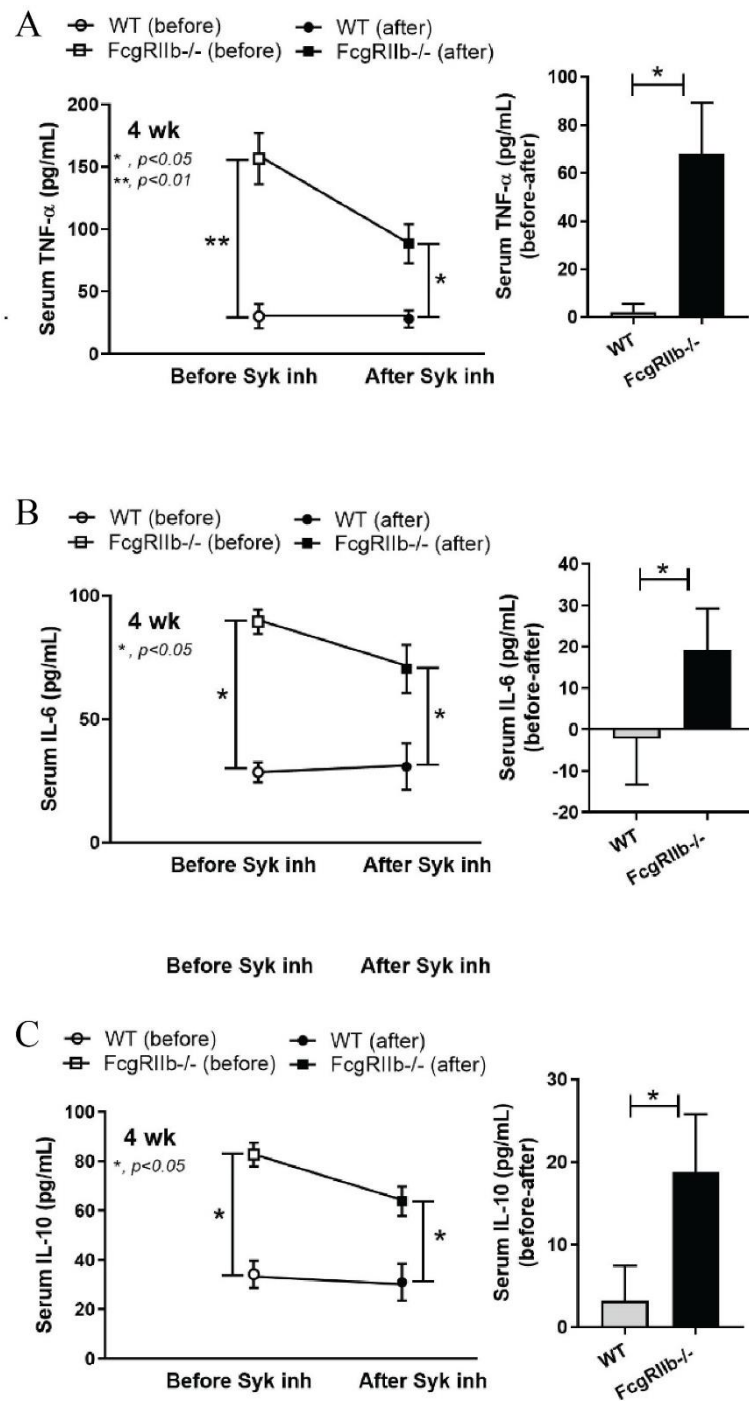 A
WT (before) WT (after)
FcgRIIb-/- (before) FcgRIIb-/- (after)
Serum TNF-α (pg/mL)
200
150
100
50
0
4 wk
*, p<0.05
**, p<0.01
**
*
Before Syk inh After Syk inh
Serum TNF-α (pg/mL)
(before-after)
100
80
60
40
20
0
*
WT
FcgRIIb-/-
.
B
WT (before) WT (after)
FcgRIIb-/- (before) FcgRIIb-/- (after)
Serum IL-6 (pg/mL)
100
50
0
4 wk
*, p<0.05
*
*
Before Syk inh After Syk inh
Serum IL-6 (pg/mL)
(before-after)
40
30
20
10
0
-10
-20
*
WT
FcgRIIb-/-
Before Syk inh After Syk inh
C
WT (before) WT (after)
FcgRIIb-/- (before) FcgRIIb-/- (after)
Serum IL-10 (pg/mL)
100
80
60
40
20
0
4 wk
*, p<0.05
*
*
Before Syk inh After Syk inh
Serum IL-10 (pg/mL)
(before-after)
30
20
10
0
*
WT
FcgRIIb-/-